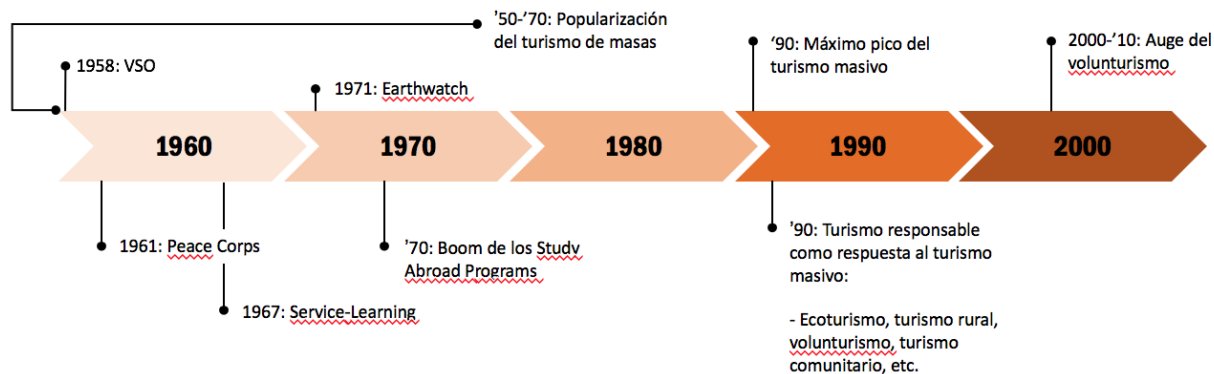 ’50-’70: Popularización
del turismo de masas
‘90: Máximo pico del
turismo masivo
2000-’10: Auge del
volunturismo
1958: VSO
1971: Earthwatch
1960
1970
1980
1990
2000
1961: Peace Corps
’70: Boom de los Study
Abroad Programs
1967: Service-Learning
’90: Turismo responsable
como respuesta al turismo
masivo:
- Ecoturismo, turismo rural,
volunturismo, turismo
comunitario, etc.